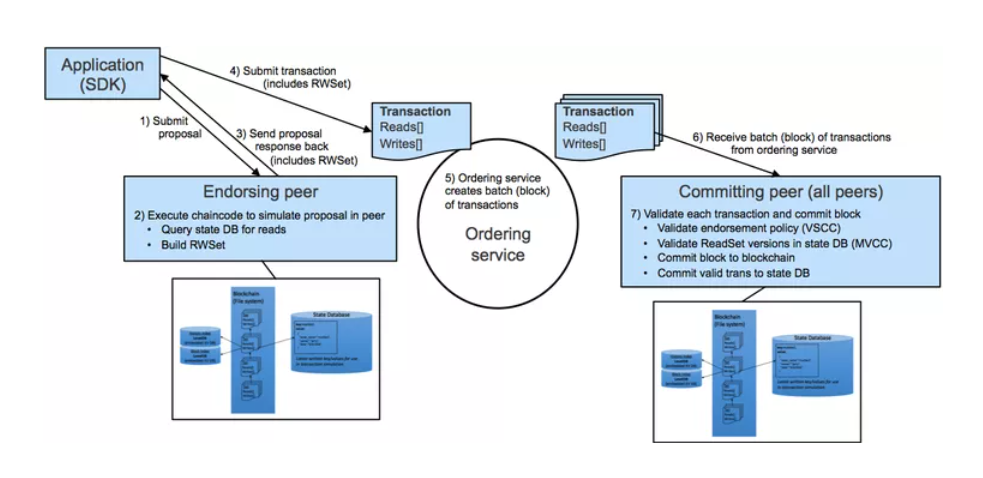 Application
(SDK)
4) Submit transaction
(includes RWSet)
1) Submit
proposal
3) Send proposal
response back
(includes RWSet)
Transaction
Reads[]
Writes[]
Transaction
Reads[]
Writes[]
6) Receive batch (block) of transactions
from ordering service
Endorsing peer
2) Execute chaincode to simulate proposal in peer
• Query state DB for reads
• Build RWSet
5) Ordering service
creates batch (block)
of transactions
Ordering
service
Committing peer (all peers)
7) Validate each transaction and commit block
• Validate endorsement policy (VSCC)
• Validate ReadSet versions in state DB (MVCC)
• Commit block to blockchain
• Commit valid trans to state DB
Blockchain
(File system)
State Database
Blockchain
(File system)
State Database